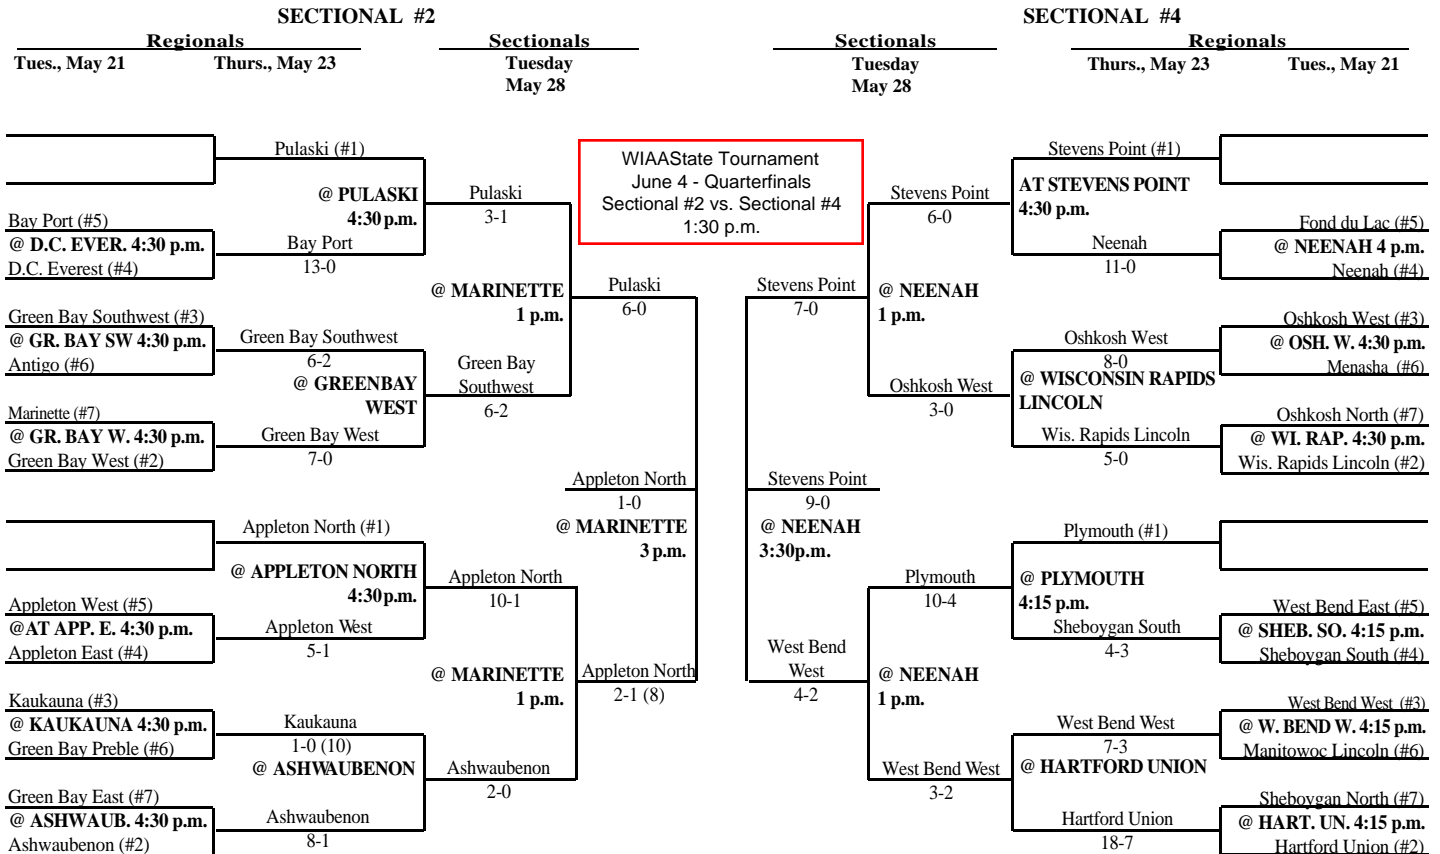 SECTIONAL #2
SECTIONAL #4
Regionals
Sectionals
Sectionals
Regionals
Tues., May 21
Thurs., May 23
Tuesday
May 28
Tuesday
May 28
Thurs., May 23
Tues., May 21
Pulaski (#1)
@ PULASKI
4:30 p.m.
Bay Port (#5)
@ D.C. EVER. 4:30 p.m.
D.C. Everest (#4)
Bay Port
13-0
Pulaski
3-1
Green Bay Southwest (#3)
@ GR. BAY SW 4:30 p.m.
Antigo (#6)
Green Bay Southwest
6-2
@ GREENBAY
WEST
Marinette (#7)
@ GR. BAY W. 4:30 p.m.
Green Bay West (#2)
Green Bay West
7-0
Green Bay
Southwest
6-2
@ MARINETTE
1 p.m.
Pulaski
6-0
Appleton North
1-0
@ MARINETTE
3 p.m.
Appleton North (#1)
@ APPLETON NORTH
4:30p.m.
Appleton West (#5)
@AT APP. E. 4:30 p.m.
Appleton East (#4)
Appleton West
5-1
Appleton North
10-1
@ MARINETTE
1 p.m.
Appleton North
2-1 (8)
Kaukauna (#3)
@ KAUKAUNA 4:30 p.m.
Green Bay Preble (#6)
Kaukauna
1-0 (10)
@ ASHWAUBENON
Green Bay East (#7)
@ ASHWAUB. 4:30 p.m.
Ashwaubenon (#2)
Ashwaubenon
8-1
Ashwaubenon
2-0
WIAAState Tournament
June 4 - Quarterfinals
Sectional #2 vs. Sectional #4
1:30 p.m.
Stevens Point (#1)
AT STEVENS POINT
4:30 p.m.
Stevens Point
6-0
Fond du Lac (#5)
@ NEENAH 4 p.m.
Neenah (#4)
Neenah
11-0
Stevens Point
7-0
@ NEENAH
1 p.m.
Oshkosh West (#3)
@ OSH. W. 4:30 p.m.
Menasha (#6)
Oshkosh West
8-0
@ WISCONSIN RAPIDS
LINCOLN
Oshkosh West
3-0
Oshkosh North (#7)
@ WI. RAP. 4:30 p.m.
Wis. Rapids Lincoln (#2)
Wis. Rapids Lincoln
5-0
Stevens Point
9-0
@ NEENAH
3:30p.m.
Plymouth (#1)
@ PLYMOUTH
4:15 p.m.
Plymouth
10-4
West Bend East (#5)
@ SHEB. SO. 4:15 p.m.
Sheboygan South (#4)
Sheboygan South
4-3
West Bend
West
4-2
@ NEENAH
1 p.m.
West Bend West (#3)
@ W. BEND W. 4:15 p.m.
Manitowoc Lincoln (#6)
West Bend West
7-3
@ HARTFORD UNION
West Bend West
3-2
Sheboygan North (#7)
@ HART. UN. 4:15 p.m.
Hartford Union (#2)
Hartford Union
18-7